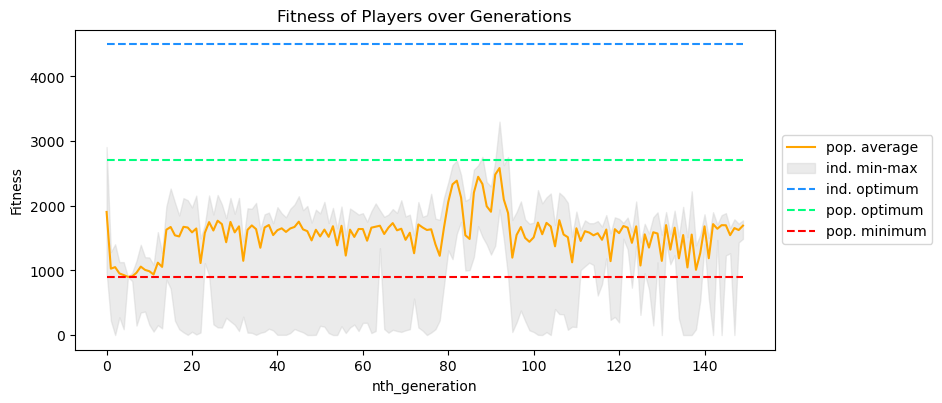 Fitness of Players over Generations
Fitness
4000
3000
2000
1000
0
0 20 40 60 80 100 120 140
nth_generation
pop. average
ind. min-max
ind. optimum
pop. optimum
pop. minimum